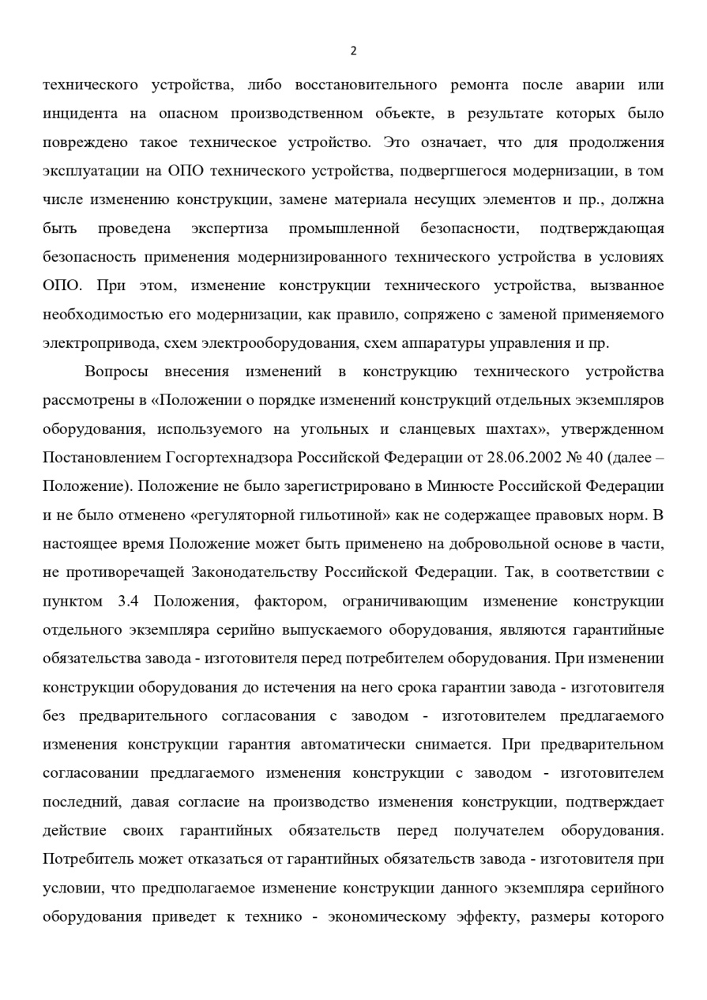 2
технического устройства, либо восстановительного ремонта после аварии или
инцидента на опасном производственном объекте, в результате которых было
повреждено такое техническое устройство. Это означает, что для продолжения
эксплуатации на ОПО технического устройства, подвергшегося модернизации, в том
числе изменению конструкции, замене материала несущих элементов и пр., должна
быть проведена экспертиза промышленной безопасности, подтверждающая
безопасность применения модернизированного технического устройства в условиях
ОПО. При этом, изменение конструкции технического устройства, вызванное
необходимостью его модернизации, как правило, сопряжено с заменой применяемого
электропривода, схем электрооборудования, схем аппаратуры управления и пр.
Вопросы внесения изменений в конструкцию технического устройства
рассмотрены в «Положении о порядке изменений конструкций отдельных экземпляров
оборудования, используемого на угольных и сланцевых шахтах», утвержденном
Постановлением Госгортехнадзора Российской Федерации от 28.06.2002 № 40 (далее –
Положение). Положение не было зарегистрировано в Минюсте Российской Федерации
и не было отменено «регуляторной гильотиной» как не содержащее правовых норм. В
настоящее время Положение может быть применено на добровольной основе в части,
не противоречащей Законодательству Российской Федерации. Так, в соответствии с
пунктом 3.4 Положения, фактором, ограничивающим изменение конструкции
отдельного экземпляра серийно выпускаемого оборудования, являются гарантийные
обязательства завода - изготовителя перед потребителем оборудования. При изменении
конструкции оборудования до истечения на него срока гарантии завода - изготовителя
без предварительного согласования с заводом - изготовителем предлагаемого
изменения конструкции гарантия автоматически снимается. При предварительном
согласовании предлагаемого изменения конструкции с заводом - изготовителем
последний, давая согласие на производство изменения конструкции, подтверждает
действие своих гарантийных обязательств перед получателем оборудования.
Потребитель может отказаться от гарантийных обязательств завода - изготовителя при
условии, что предполагаемое изменение конструкции данного экземпляра серийного
оборудования приведет к технико - экономическому эффекту, размеры которого